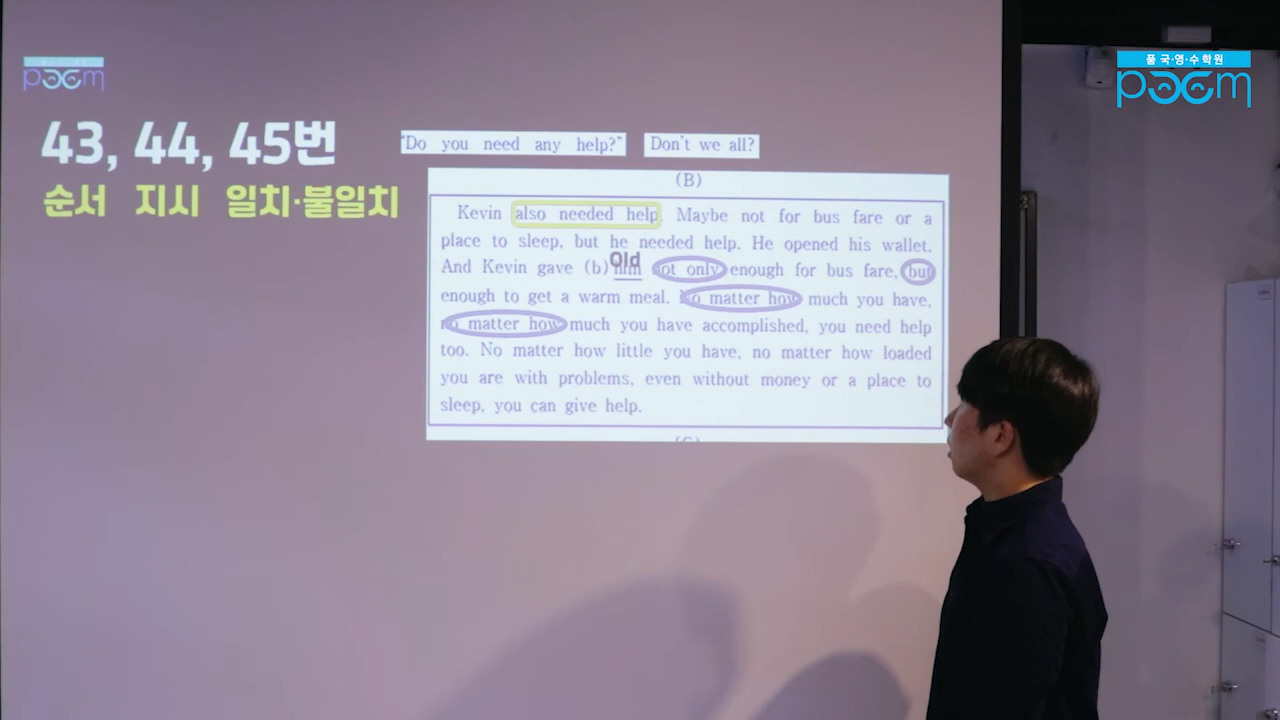 poem
품 국·영·수학원
poem
43, 44, 45번
순서 지시 일치·불일치
"Do you need any help?" Don't we all?
(B)
Kevin also needed help. Maybe not for bus fare or a
place to sleep, but he needed help. He opened his wallet.
Old
And Kevin gave (b) him not only enough for bus fare, but
enough to get a warm meal. No matter how much you have,
no matter how much you have accomplished, you need help
too. No matter how little you have, no matter how loaded
you are with problems, even without money or a place to
sleep, you can give help.